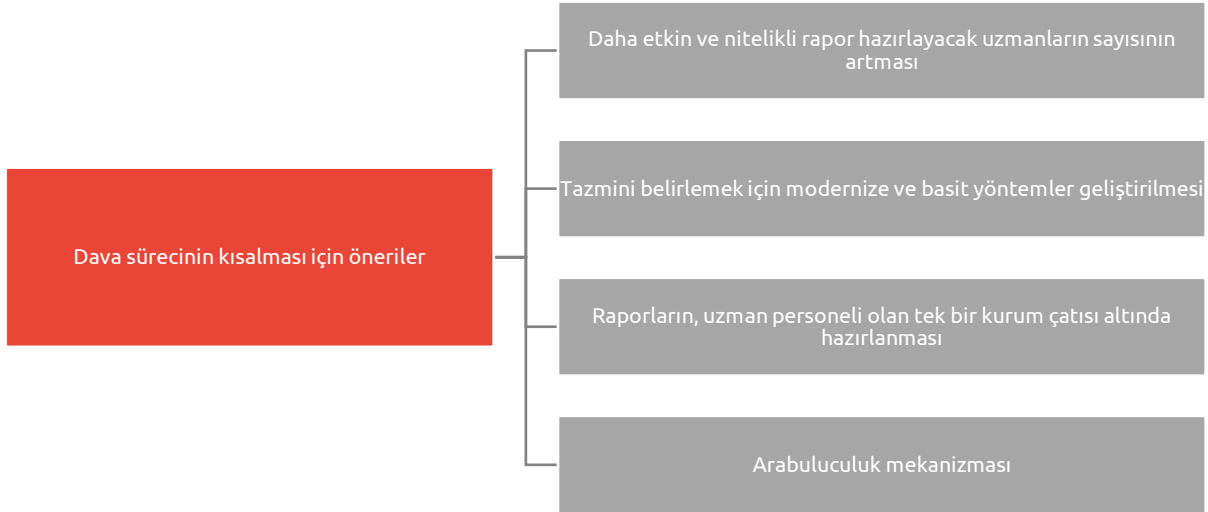 Daha etkin ve nitelikli rapor hazırlayacak uzmanların sayısının
artması
Dava sürecinin kısalması için öneriler
Tazmini belirlemek için modernize ve basit yöntemler geliştirilmesi
Raporların, uzman personeli olan tek bir kurum çatısı altında
hazırlanması
Arabuluculuk mekanizması